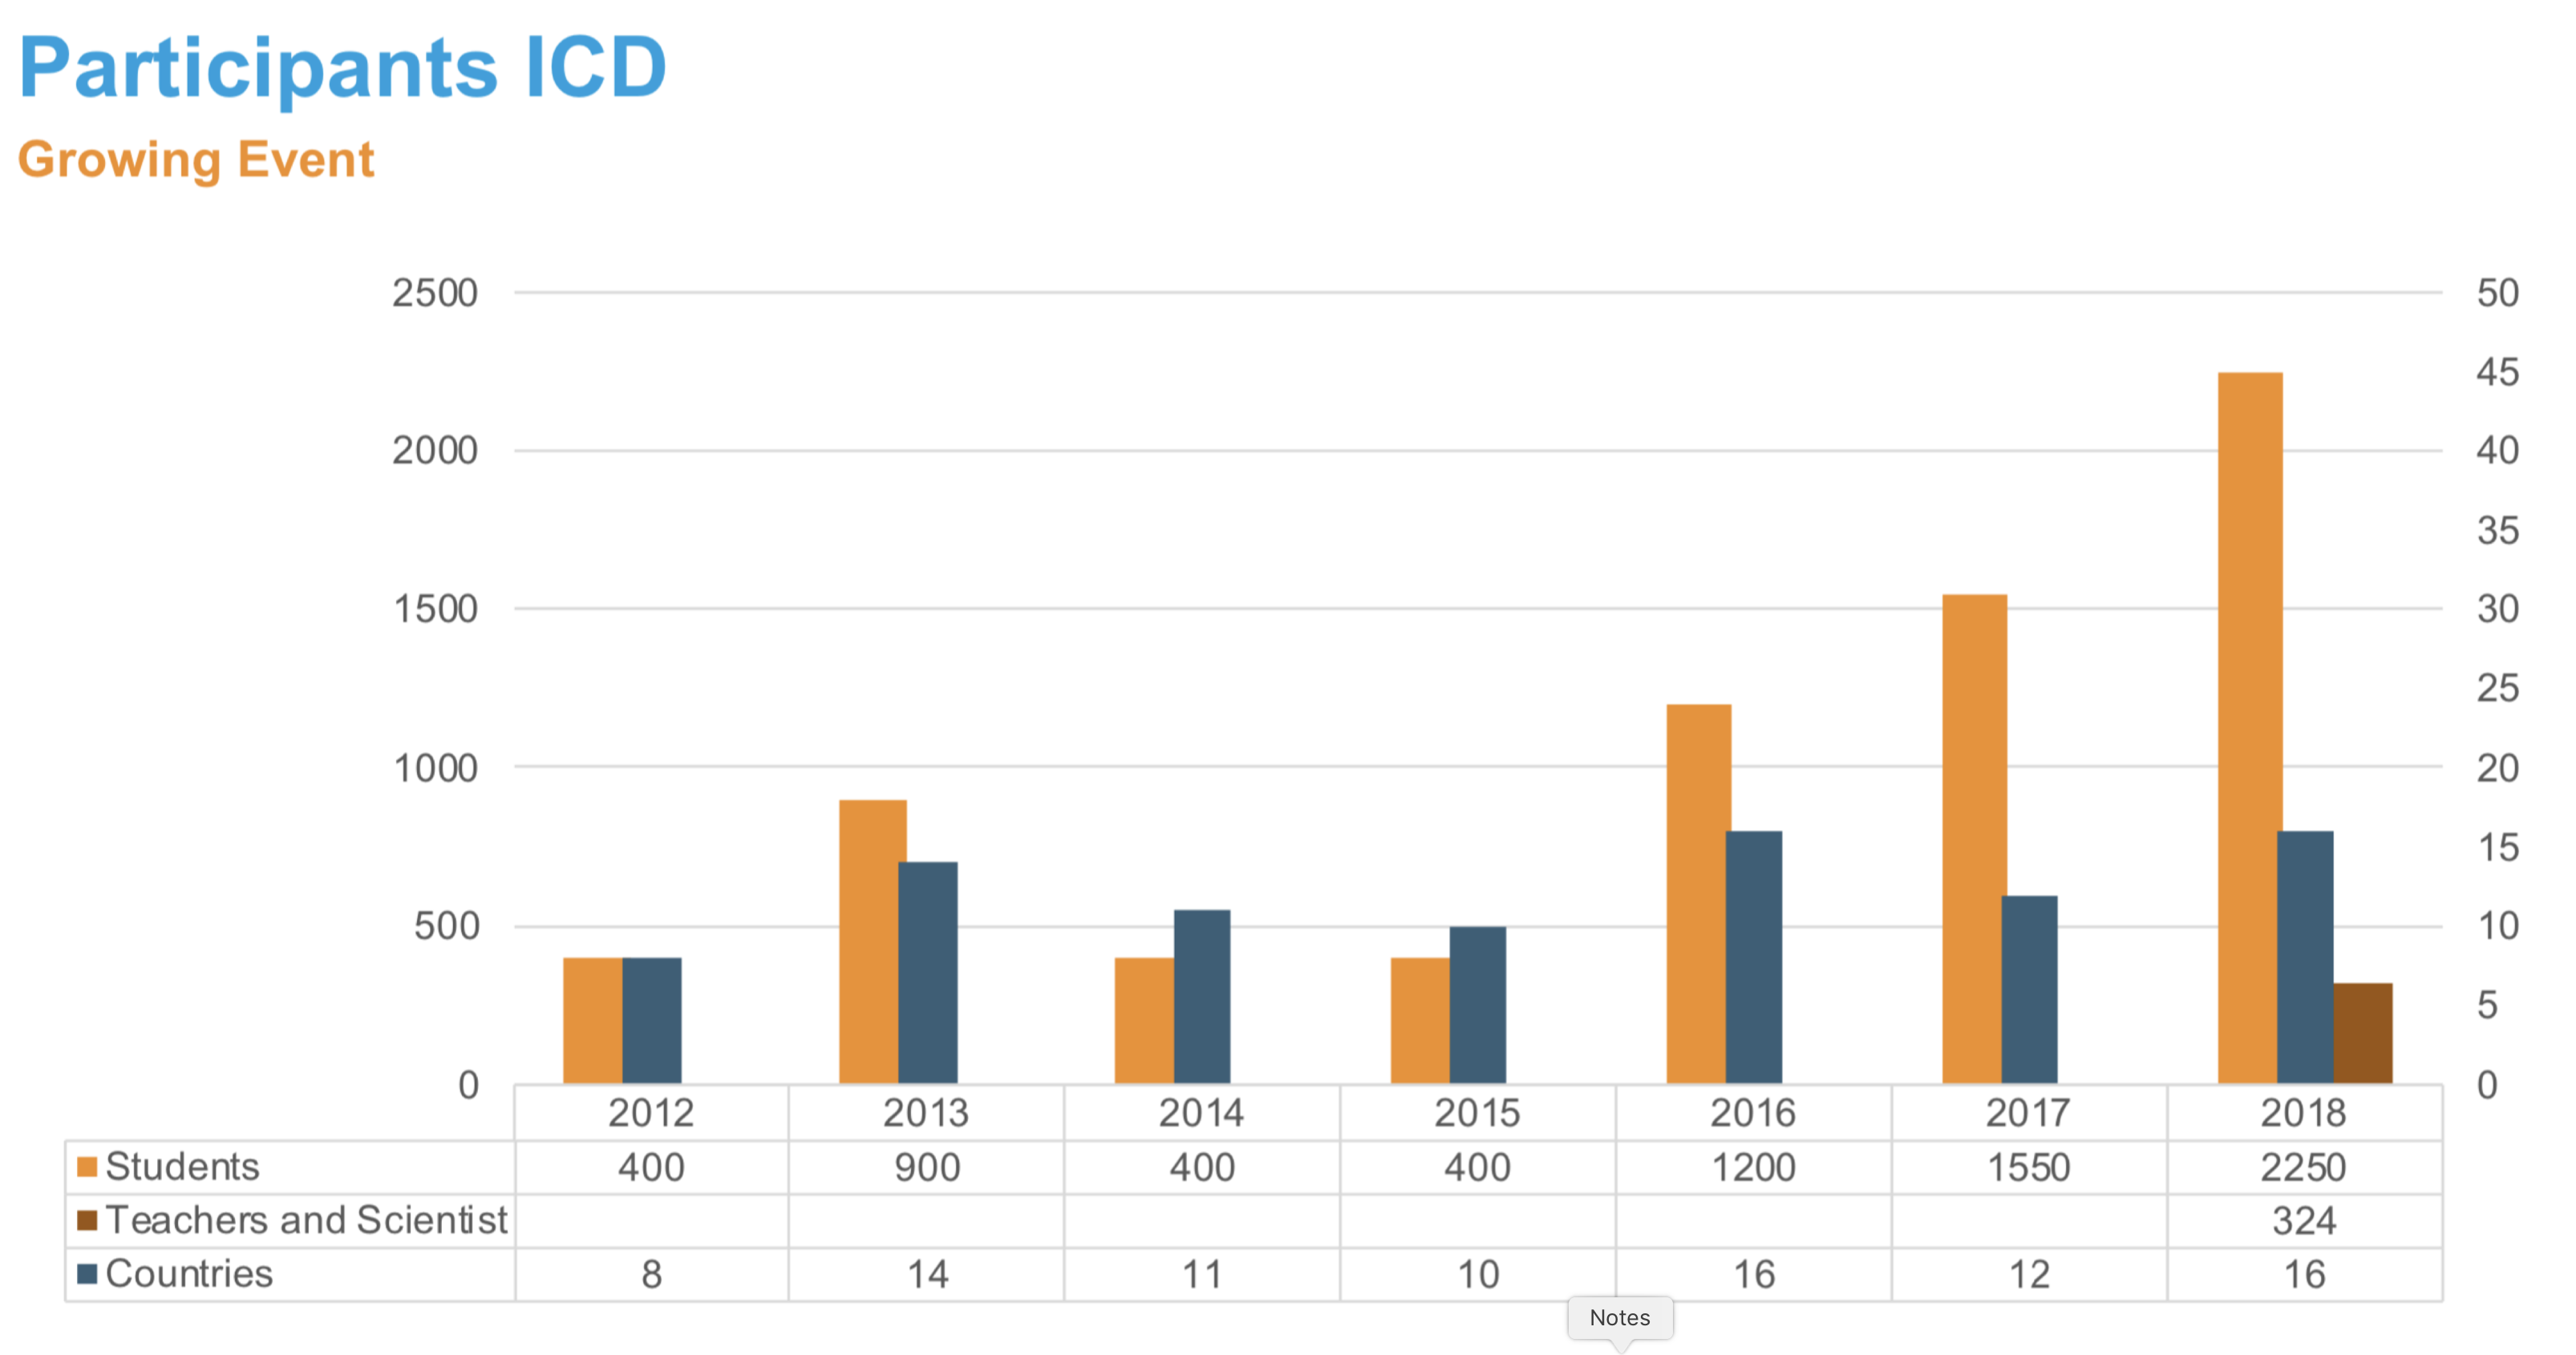 Participants ICD
Growing Event
2500 50
45
2000 40
35
1500 30
25
1000 20
15
500 10
5
0 0
2012 2013 2014 2015 2016 2017 2018
Students 400 900 400 400 1200 1550 2250
Teachers and Scientist 324
Countries 8 14 11 10 16 12 16
Notes